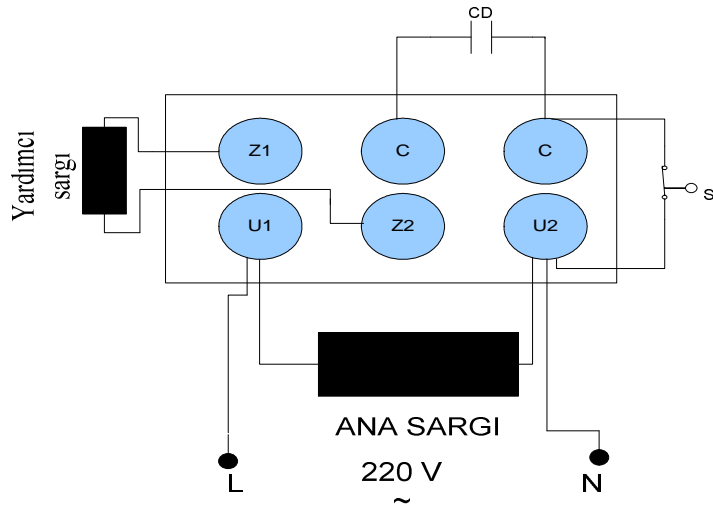 CD
Z1
C
C
Yardımcı
sargı
S
U1
Z2
U2
ANA SARGI
220 V
~
L
N